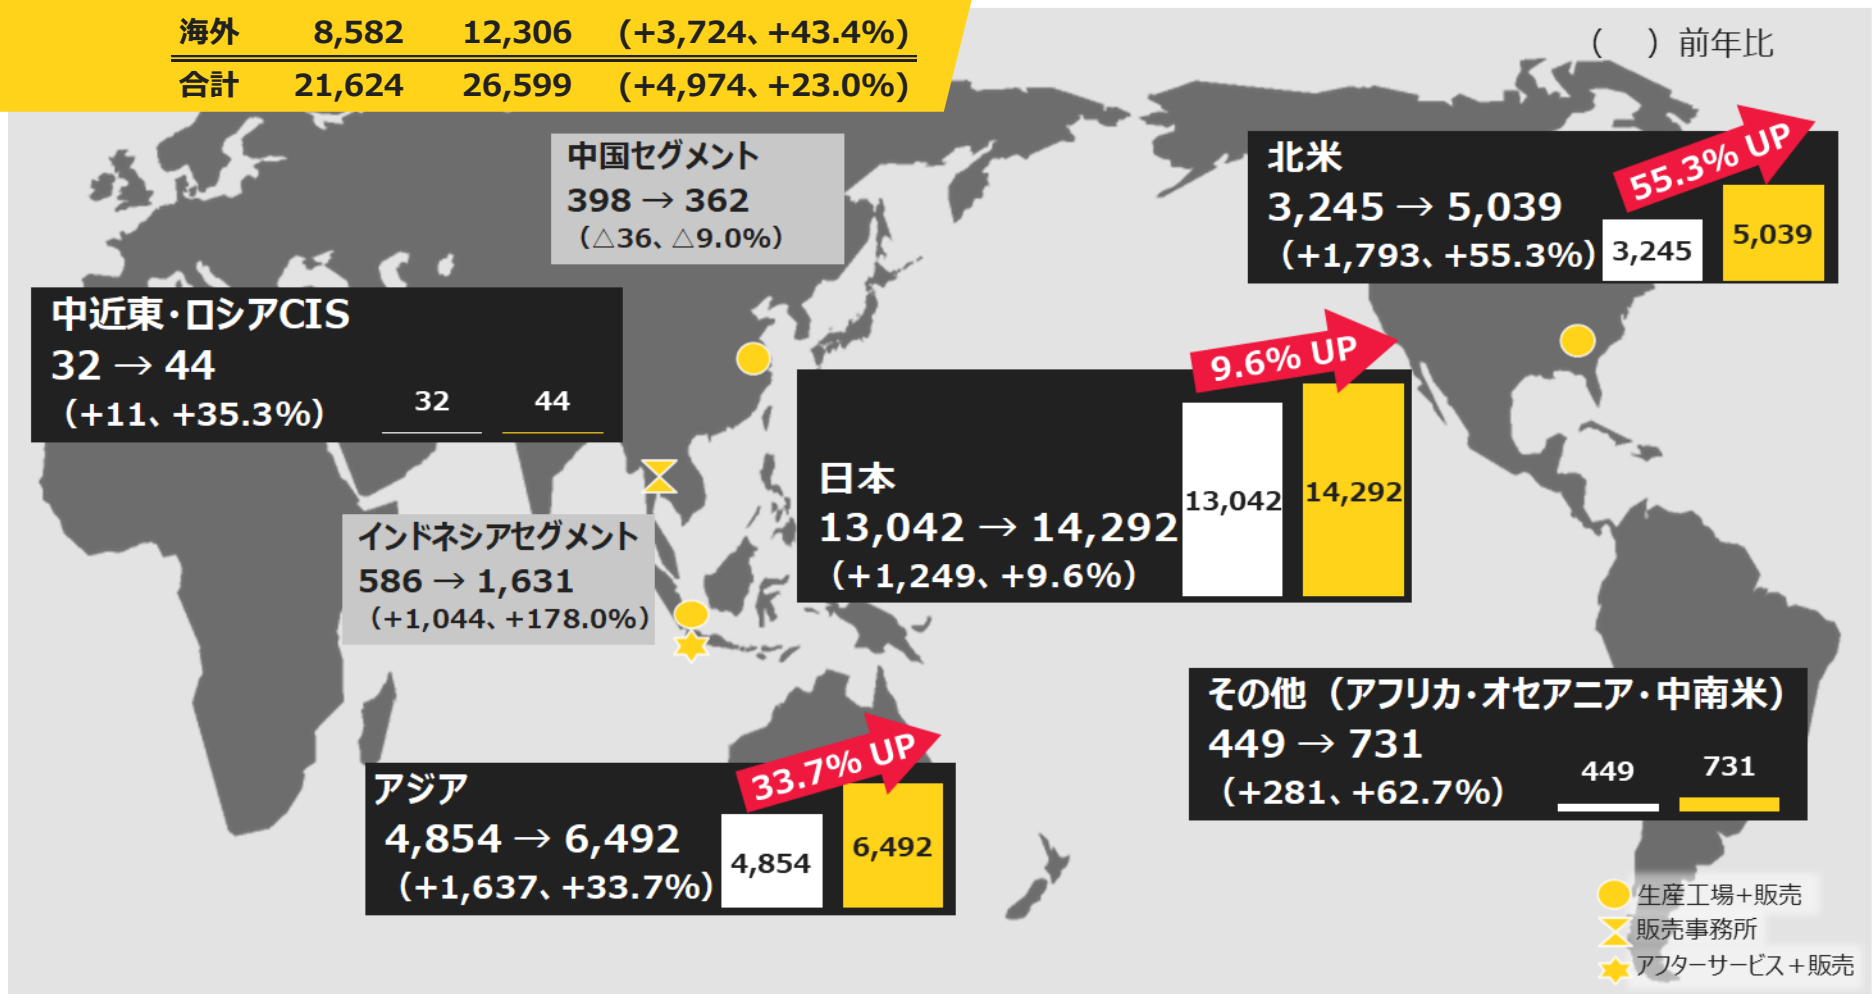 海外 8,582 12,306 (+3,724、+43.4%)
合計 21,624 26,599 (+4,974、+23.0%)
（　）前年比
中国セグメント
398 → 362
（△36、△9.0%）
北米
3,245 → 5,039
（+1,793、+55.3%）
55.3% UP
3,245
5,039
中近東・ロシアCIS
32 → 44
（+11、+35.3%）
32
44
日本
13,042 → 14,292
（+1,249、+9.6%）
9.6% UP
13,042
14,292
インドネシアセグメント
586 → 1,631
（+1,044、+178.0%）
アジア
4,854 → 6,492
（+1,637、+33.7%）
33.7% UP
4,854
6,492
その他（アフリカ・オセアニア・中南米）
449 → 731
（+281、+62.7%）
449
731
生産工場+販売
販売事務所
アフターサービス＋販売